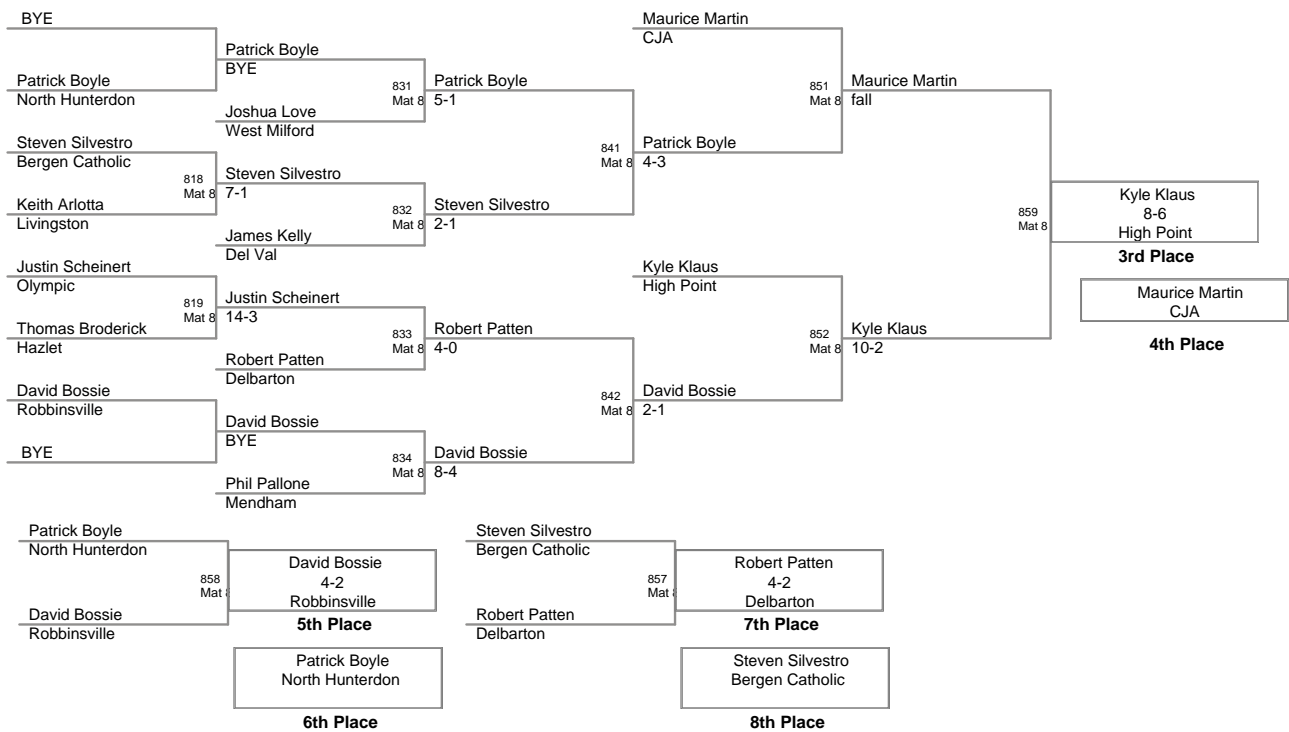 BYE
Patrick Boyle
North Hunterdon
Steven Silvestro
Bergen Catholic
Keith Arlotta
Livingston
Justin Scheinert
Olympic
Thomas Broderick
Hazlet
David Bossie
Robbinsville
BYE
818
Mat 8
819
Mat 8
Patrick Boyle
BYE
Joshua Love
West Milford
Steven Silvestro
7-1
James Kelly
Del Val
Justin Scheinert
14-3
Robert Patten
Delbarton
David Bossie
BYE
Phil Pallone
Mendham
831
Mat 8
832
Mat 8
833
Mat 8
834
Mat 8
Patrick Boyle
5-1
Steven Silvestro
2-1
Robert Patten
4-0
David Bossie
8-4
841
Mat 8
842
Mat 8
Maurice Martin
CJA
Patrick Boyle
4-3
Kyle Klaus
High Point
David Bossie
2-1
851
Mat 8
852
Mat 8
Maurice Martin
fall
Kyle Klaus
10-2
859
Mat 8
Kyle Klaus
8-6
High Point
3rd Place
Maurice Martin
CJA
4th Place
Patrick Boyle
North Hunterdon
David Bossie
Robbinsville
858
Mat 8
David Bossie
4-2
Robbinsville
5th Place
Patrick Boyle
North Hunterdon
6th Place
Steven Silvestro
Bergen Catholic
Robert Patten
Delbarton
857
Mat 8
Robert Patten
4-2
Delbarton
7th Place
Steven Silvestro
Bergen Catholic
8th Place